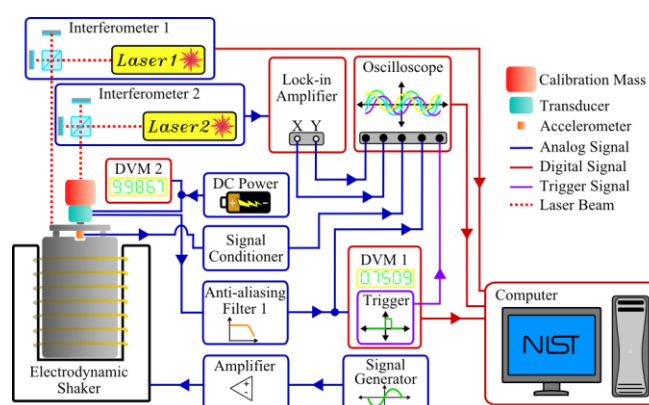 Interferometer 1
Laser1
Interferometer 2
Laser2
Lock-in
Amplifier
X Y
Oscilloscope
Calibration Mass
Transducer
Accelerometer
Analog Signal
Digital Signal
Trigger Signal
Laser Beam
DVM 2
9.9867
DC Power
Signal
Conditioner
DVM 1
0.7509
Trigger
Anti-aliasing
Filter 1
Computer
NIST
Electrodynamic
Shaker
Amplifier
Signal
Generator